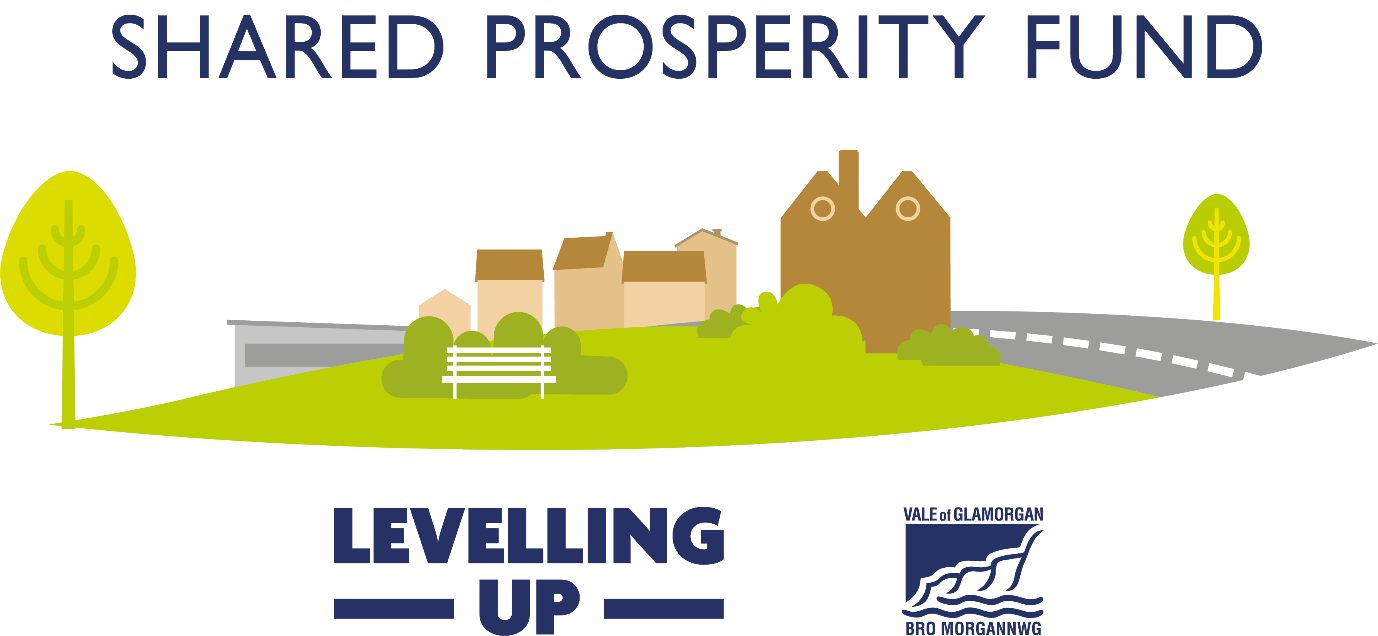 SHARED PROSPERITY FUND
LEVELLING
UP
VALE of GLAMORGAN
BRO MORGANNWG